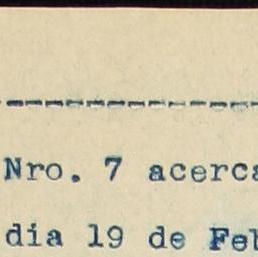 Nro. 7 acerca
dia 19 de Feb